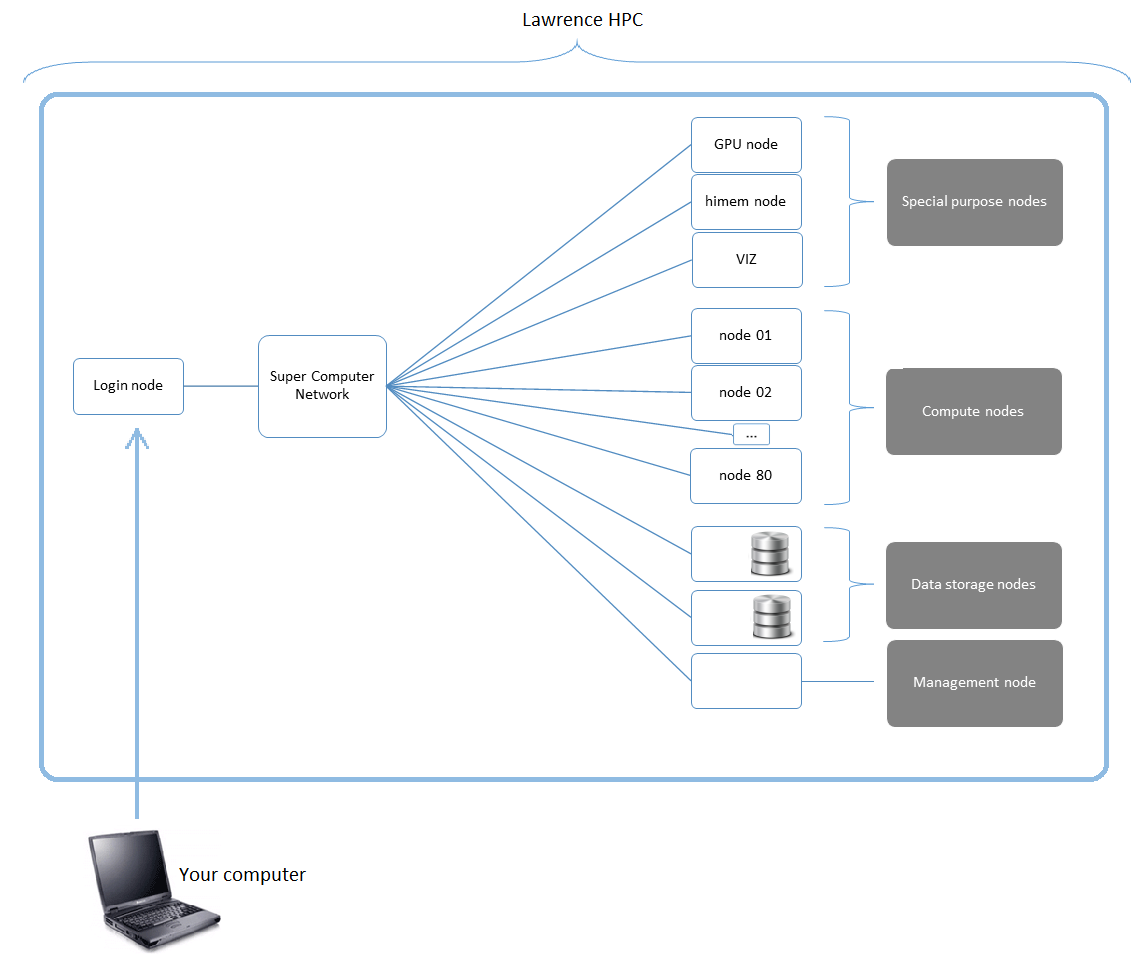 Lawrence HPC
GPU node
himem node
VIZ
Special purpose nodes
node 01
node 02
...
node 80
Compute nodes
Login node
Super Computer
Network
Data storage nodes
Management node
Your computer